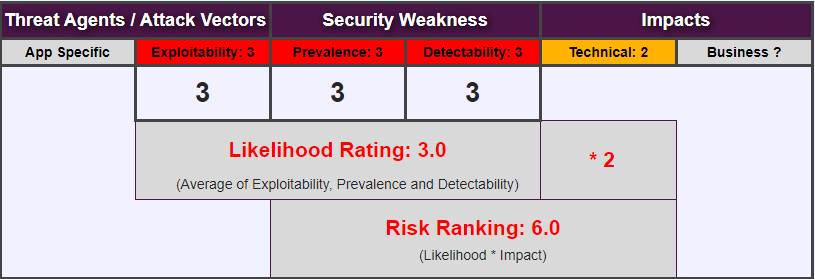 Threat Agents / Attack Vectors Security Weakness Impacts
App Specific Exploitability: 3 Prevalence: 3 Detectability: 3 Technical: 2 Business ?
3 3 3
Likelihood Rating: 3.0
* 2
(Average of Exploitability, Prevalence and Detectability)
Risk Ranking: 6.0
(Likelihood * Impact)